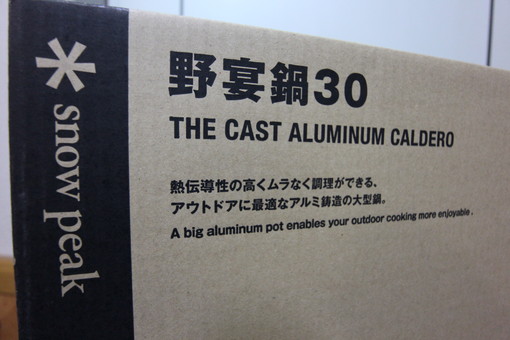 snow peak
野宴鍋30
THE CAST ALUMINUM CALDERO
熱伝導性の高くムラなく調理ができる、
アウトドアに最適なアルミ鋳造の大型鍋。
A big aluminum pot enables your outdoor cooking more enjoyable .